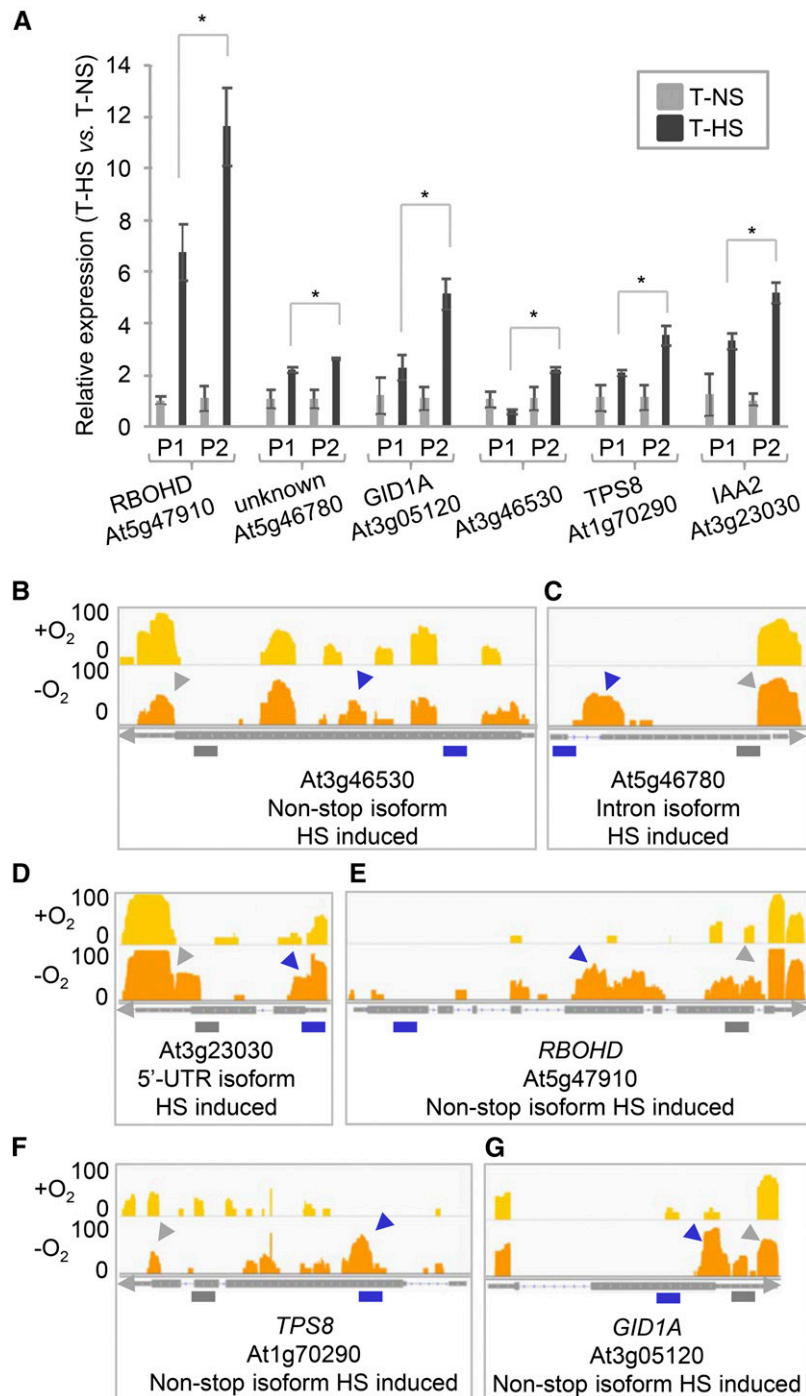 A
Relative expression (T-HS vs. T-NS)
14
12
10
8
6
4
2
0
* * * * * *
T-NS
T-HS
P1 P2 P1 P2 P1 P2 P1 P2 P1 P2 P1 P2
RBOHD
At5g47910
unknown
At5g46780
GID1A
At3g05120
At3g46530
TPS8
At1g70290
IAA2
At3g23030
B
+O2
100
0
-O2
100
0
At3g46530
Non-stop isoform
HS induced
C
At5g46780
Intron isoform
HS induced
D
+O2
100
0
-O2
100
0
At3g23030
5'-UTR isoform
HS induced
E
RBOHD
At5g47910
Non-stop isoform HS induced
F
+O2
100
0
-O2
100
0
TPS8
At1g70290
Non-stop isoform HS induced
G
GID1A
At3g05120
Non-stop isoform HS induced